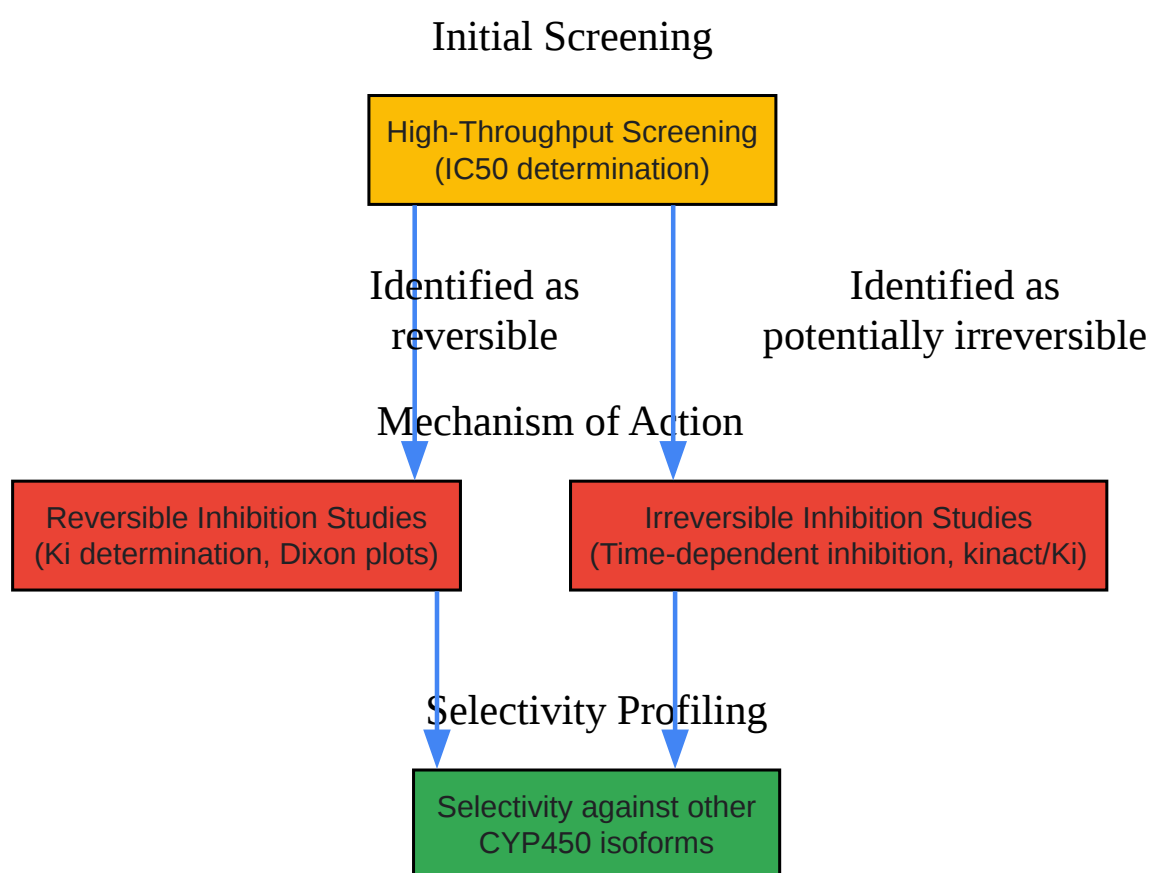 Initial Screening
High-Throughput Screening
(IC50 determination)
Identified as
reversible
Identified as
potentially irreversible
Mechanism of Action
Reversible Inhibition Studies
(Ki determination, Dixon plots)
Irreversible Inhibition Studies
(Time-dependent inhibition, kinact/Ki)
Selectivity Profiling
Selectivity against other
CYP450 isoforms